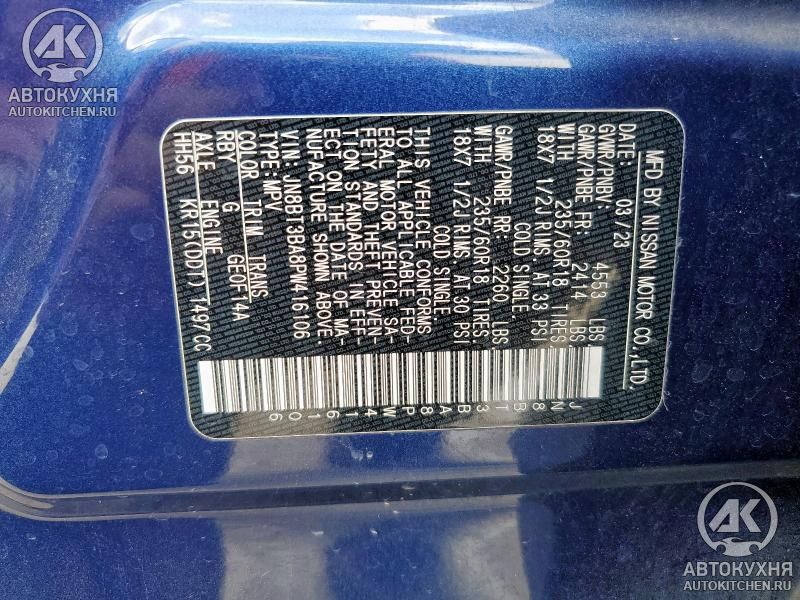 AK
АВТОКУХНЯ
AUTOKITCHEN.RU
MFD BY NISSAN MOTOR CO.,LTD.
03/23
GVWR/PNBV: 4553 LBS.
GAWR/PNBE FR: 2414 LBS.
WITH 235/60R18 TIRES.
18X7 1/2J RIMS AT 33 PSI
COLD SINGLE.
GAWR/PNBE RR: 2260 LBS.
WITH 235/60R18 TIRES.
18X7 1/2J RIMS AT 30 PSI
COLD SINGLE.
THIS VEHICLE CONFORMS
TO ALL APPLICABLE FED-
ERAL MOTOR VEHICLE SA-
FETY AND THEFT PREVEN-
TION STANDARDS IN EFF-
ECT ON THE DATE OF MA-
NUFACTURE SHOWN ABOVE.
VIN:JN8BT3BA8PW416106
TYPE:MPV
COLOR TRIM TRANS
RBY G GE0F14A
AXLE ENGINE
HH56 KR15(DDT) 1497CC
JN8BT3BA8PW416106
AK
АВТОКУХНЯ
AUTOKITCHEN.RU